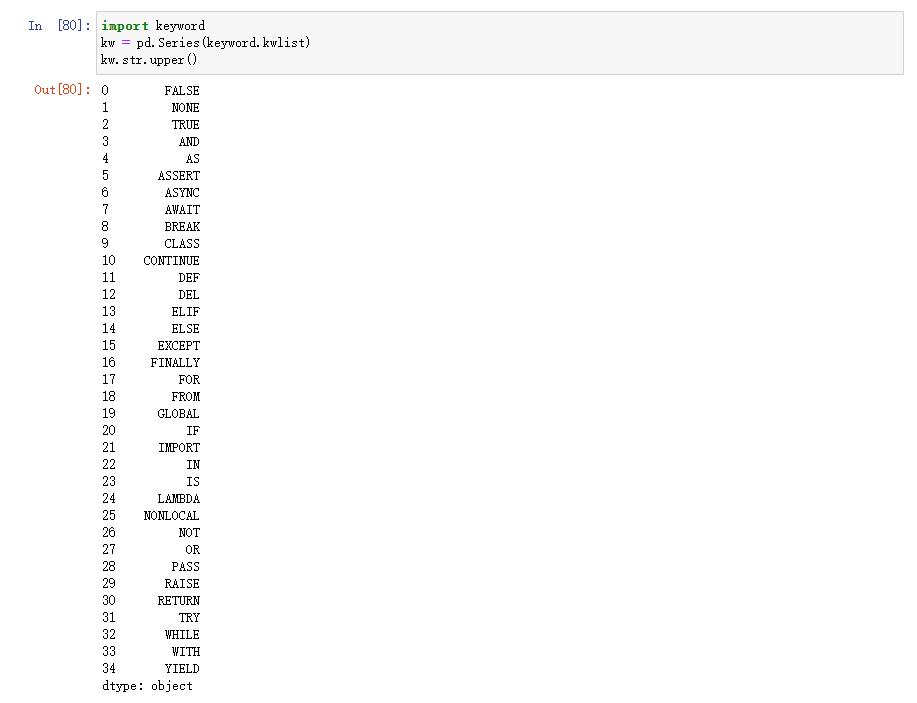 In [80]: import keyword
kw = pd.Series(keyword.kwlist)
kw.str.upper()
Out[80]: 0 FALSE
1 NONE
2 TRUE
3 AND
4 AS
5 ASSERT
6 ASYNC
7 AWAIT
8 BREAK
9 CLASS
10 CONTINUE
11 DEF
12 DEL
13 ELIF
14 ELSE
15 EXCEPT
16 FINALLY
17 FOR
18 FROM
19 GLOBAL
20 IF
21 IMPORT
22 IN
23 IS
24 LAMBDA
25 NONLOCAL
26 NOT
27 OR
28 PASS
29 RAISE
30 RETURN
31 TRY
32 WHILE
33 WITH
34 YIELD
dtype: object